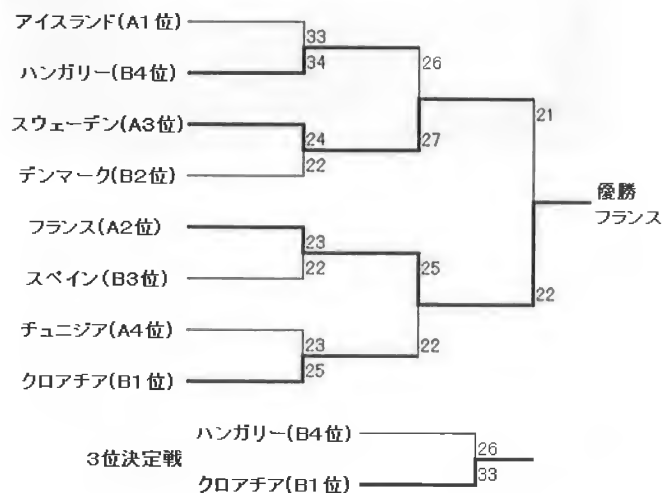 アイスランド(A1位)
33
34
ハンガリー(B4位)
26
スウェーデン(A3位)
24
27
22
デンマーク(B2位)
21
優勝
フランス
フランス(A2位)
23
22
25
スペイン(B3位)
22
チュニジア(A4位)
23
22
25
クロアチア(B1位)
3位決定戦
ハンガリー(B4位)
26
33
クロアチア(B1位)